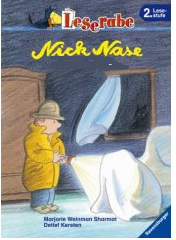 Leserabe
2. Lese-
stufe
Nick Nase
Marjorie Weinman Sharmat
Detlef Kersten
Ravensburger